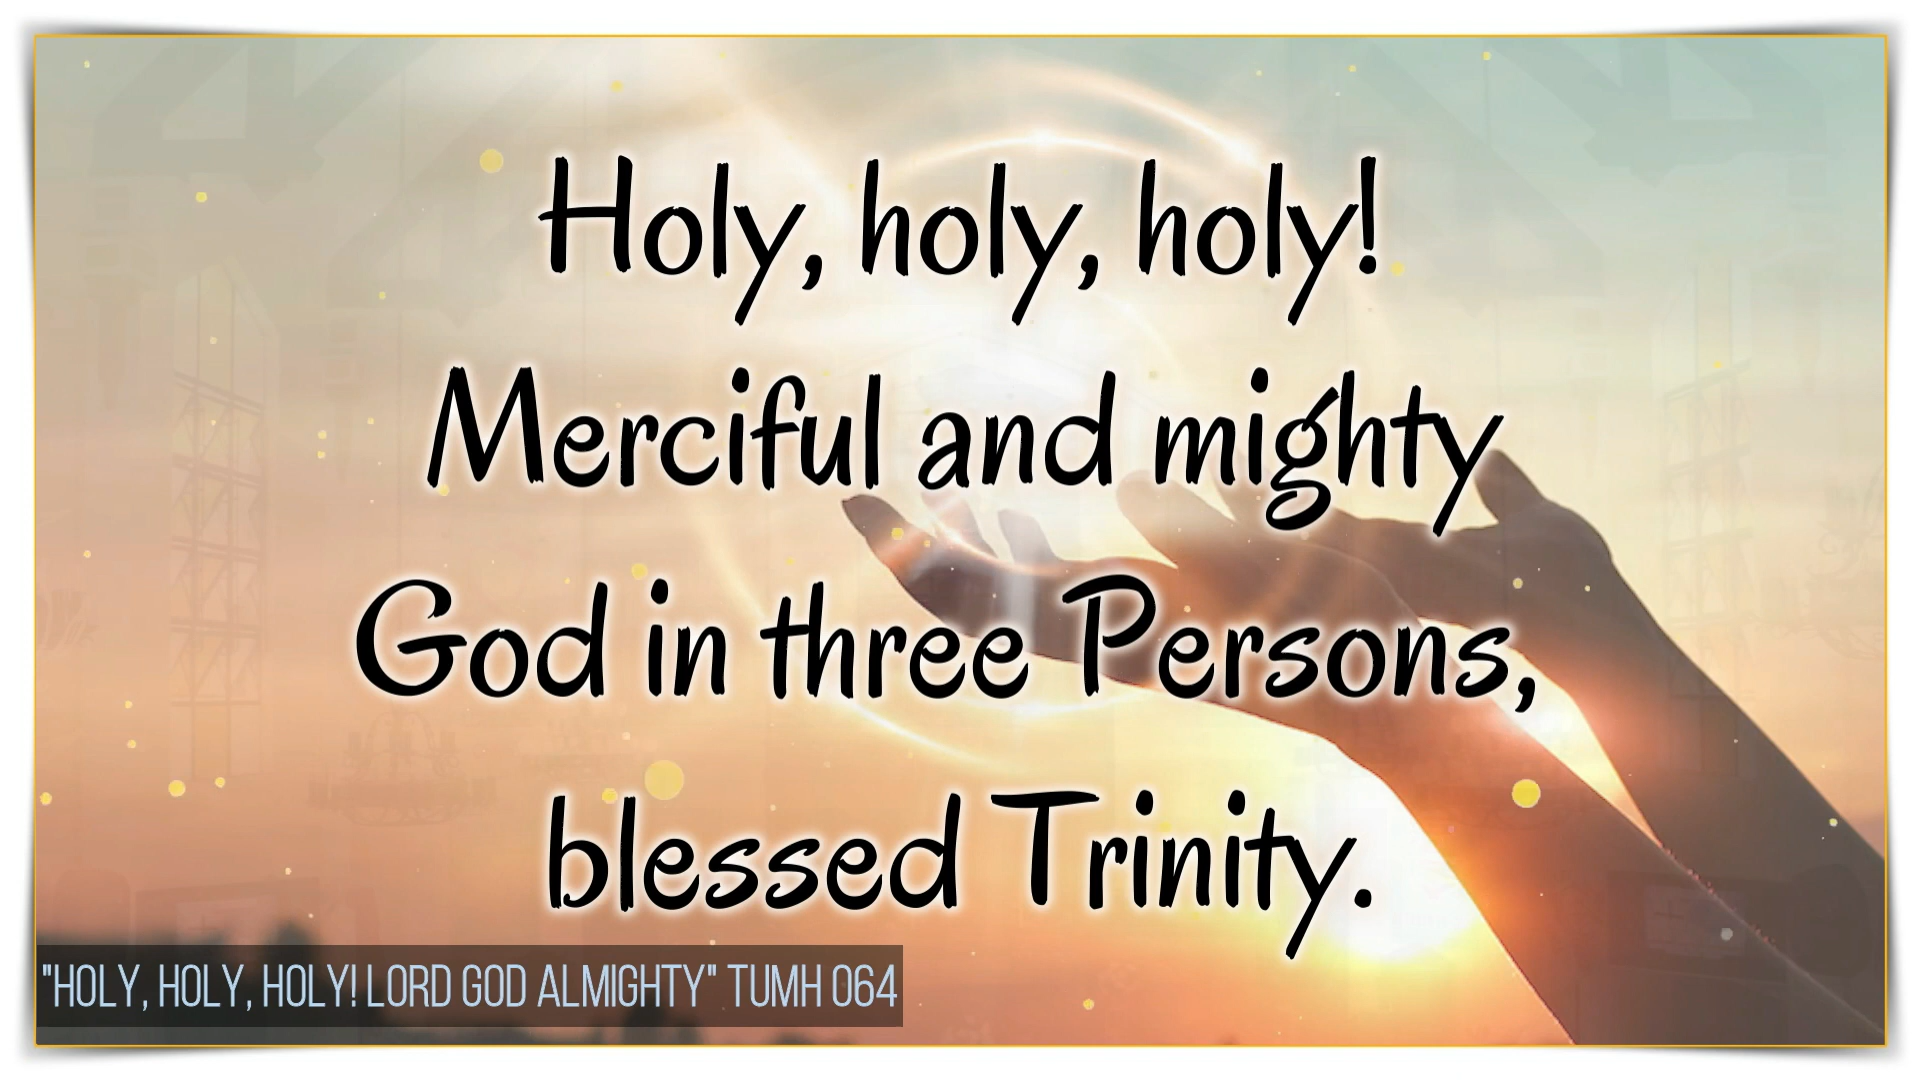 Holy, holy, holy!
Merciful and mighty
God in three Persons,
blessed Trinity.
"HOLY, HOLY, HOLY! LORD GOD ALMIGHTY" TUMH 064